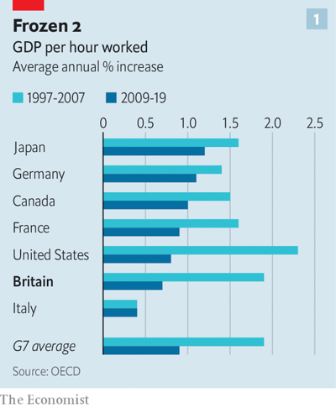 1
Frozen 2
GDP per hour worked
Average annual % increase
1997-2007 2009-19
0 0.5 1.0 1.5 2.0 2.5
Japan
Germany
Canada
France
United States
Britain
Italy
G7 average
Source: OECD
The Economist